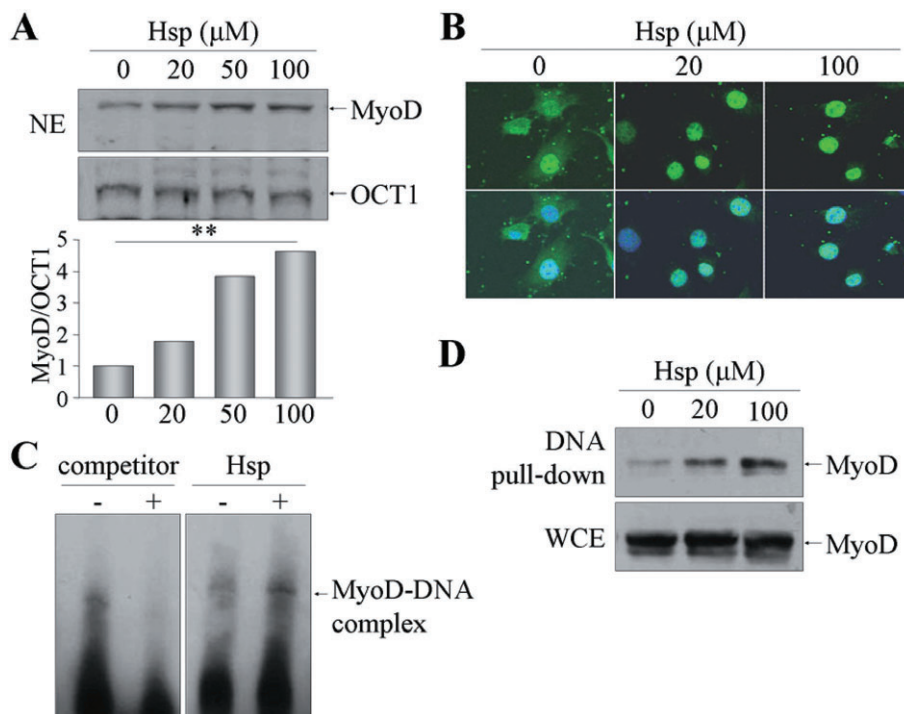 A
Hsp (μM)
0 20 50 100
NE
MyoD
OCT1
**
MyoD/OCT1
5
4
3
2
1
0
0 20 50 100
B
Hsp (μM)
0 20 100
C
competitor Hsp
- + - +
MyoD-DNA
complex
D
Hsp (μM)
0 20 100
DNA
pull-down
MyoD
WCE
MyoD